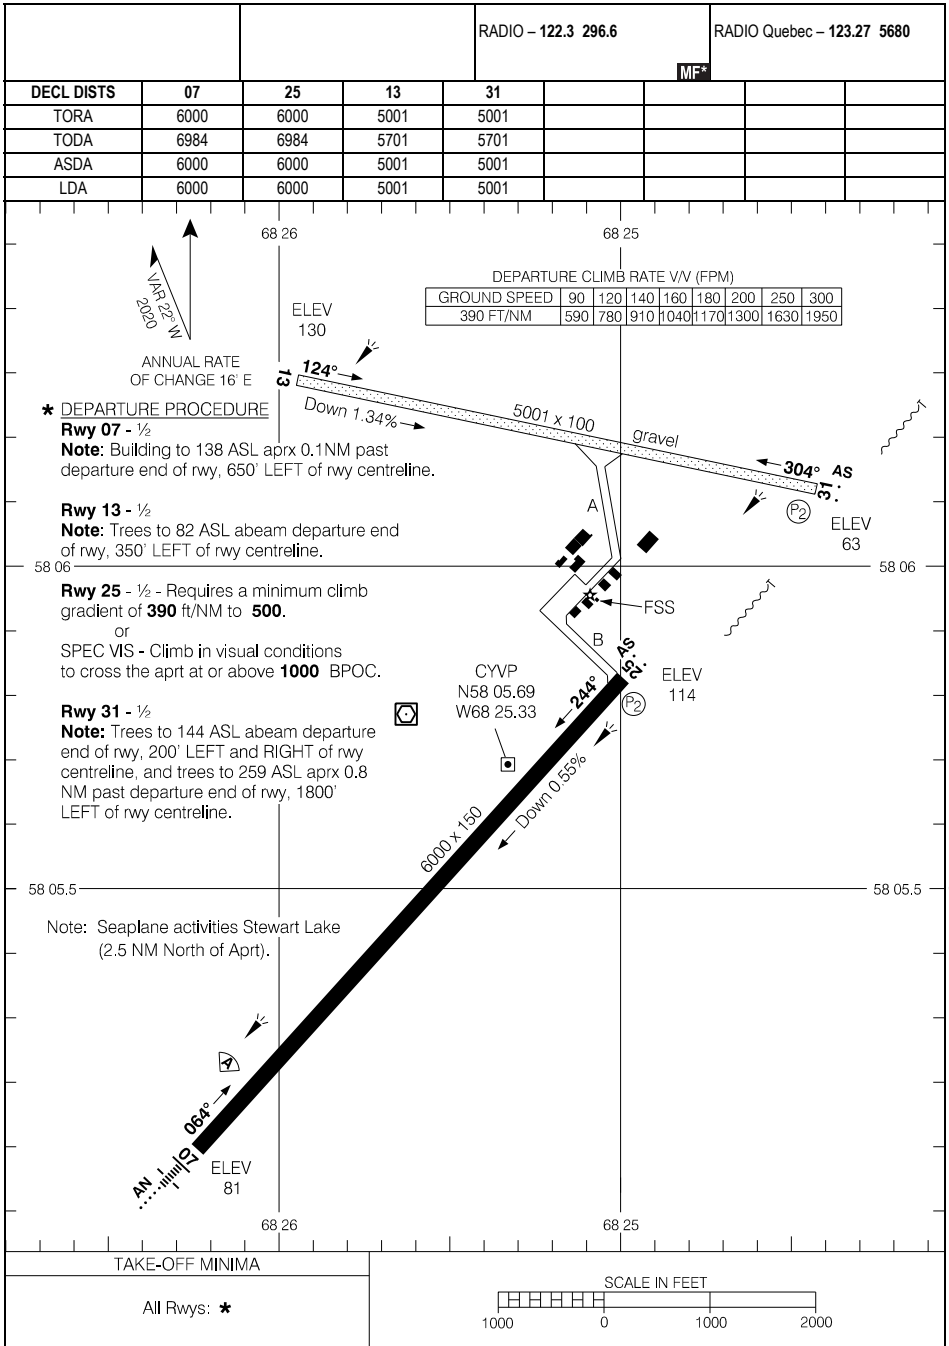 RADIO – 122.3 296.6
RADIO Quebec – 123.27 5680
MF*
DECL DISTS 07 25 13 31
TORA 6000 6000 5001 5001
TODA 6984 6984 5701 5701
ASDA 6000 6000 5001 5001
LDA 6000 6000 5001 5001
68 26
68 25
VAR 22° W
2020
ANNUAL RATE
OF CHANGE 16' E
DEPARTURE CLIMB RATE V/V (FPM)
GROUND SPEED 90 120 140 160 180 200 250 300
390 FT/NM 590 780 910 1040 1170 1300 1630 1950
ELEV
130
13
124°
Down 1.34%
5001 x 100
gravel
304°
AS
31
P2
ELEV
63
* DEPARTURE PROCEDURE
Rwy 07 - ½
Note: Building to 138 ASL aprx 0.1NM past
departure end of rwy, 650' LEFT of rwy centreline.
Rwy 13 - ½
Note: Trees to 82 ASL abeam departure end
of rwy, 350' LEFT of rwy centreline.
58 06
58 06
Rwy 25 - ½ - Requires a minimum climb
gradient of 390 ft/NM to 500.
or
SPEC VIS - Climb in visual conditions
to cross the aprt at or above 1000 BPOC.
Rwy 31 - ½
Note: Trees to 144 ASL abeam departure
end of rwy, 200' LEFT and RIGHT of rwy
centreline, and trees to 259 ASL aprx 0.8
NM past departure end of rwy, 1800'
LEFT of rwy centreline.
A
FSS
B
AS
25
ELEV
114
P2
244°
CYVP
N58 05.69
W68 25.33
Down 0.55%
6000 x 150
58 05.5
58 05.5
Note: Seaplane activities Stewart Lake
(2.5 NM North of Aprt).
A
064°
07
AN
ELEV
81
68 26
68 25
TAKE-OFF MINIMA
All Rwys: *
SCALE IN FEET
1000 0 1000 2000